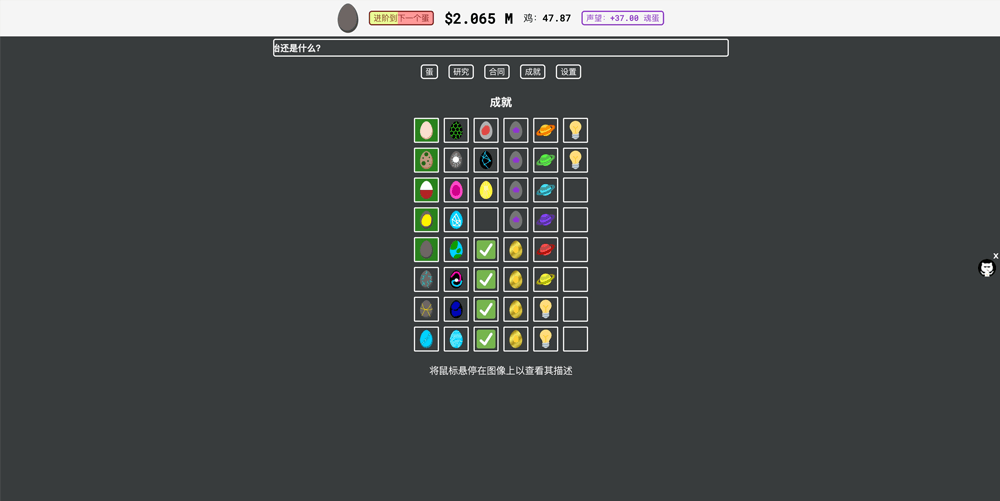 进阶到下一个蛋 $2.065 M 鸡: 47.87 声望: +37.00 魂蛋
还是什么?
蛋 研究 合同 成就 设置
成就
x
将鼠标悬停在图像上以查看其描述